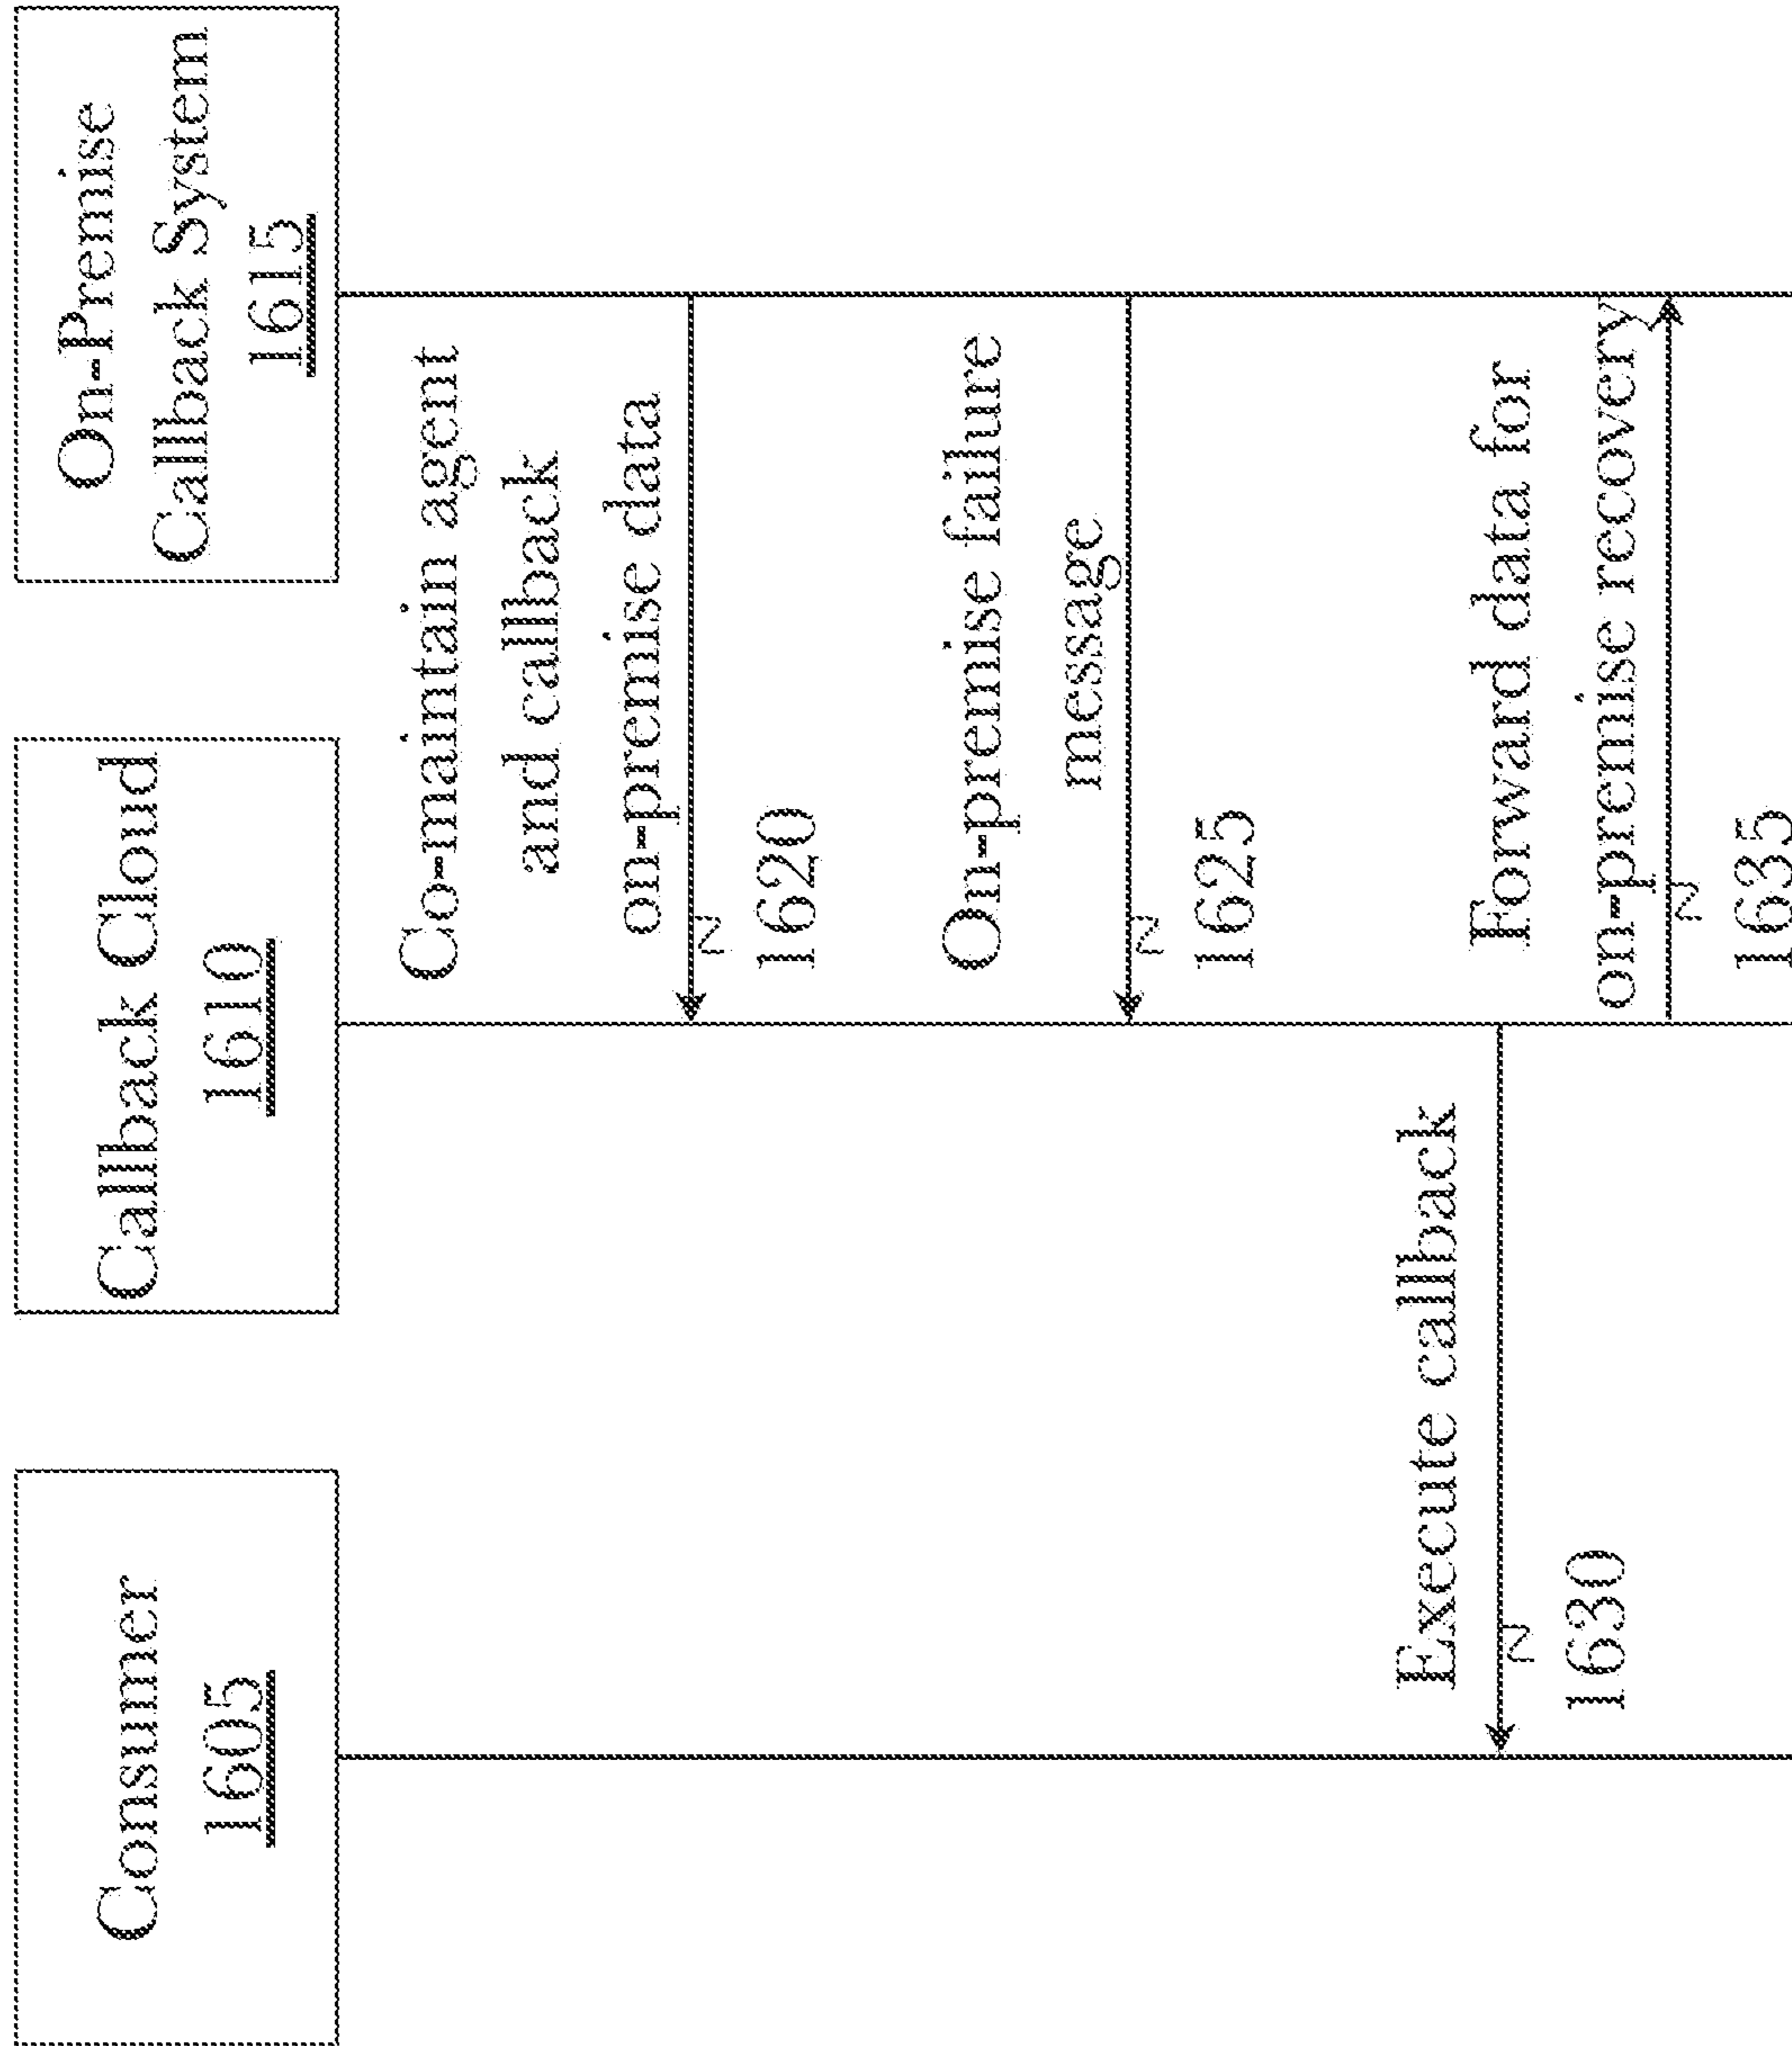 Consumer
1605
Callback Cloud
1610
On-Premise
Callback System
1615
Co-maintain agent
and callback
on-premise data
1620
On-premise failure
message
1625
Execute callback
1630
Forward data for
on-premise recovery
1635